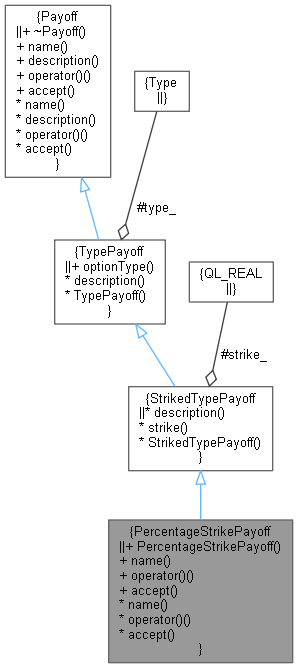 {Payoff
||+ ~Payoff()
+ name()
+ description()
+ operator()()
+ accept()
* name()
* description()
* operator()()
* accept()
}
{Type
||}
#type_
{TypePayoff
||+ optionType()
* description()
* TypePayoff()
}
{QL_REAL
||}
#strike_
{StrikedTypePayoff
||* description()
* strike()
* StrikedTypePayoff()
}
{PercentageStrikePayoff
||+ PercentageStrikePayoff()
+ name()
+ operator()()
+ accept()
* name()
* operator()()
* accept()
}